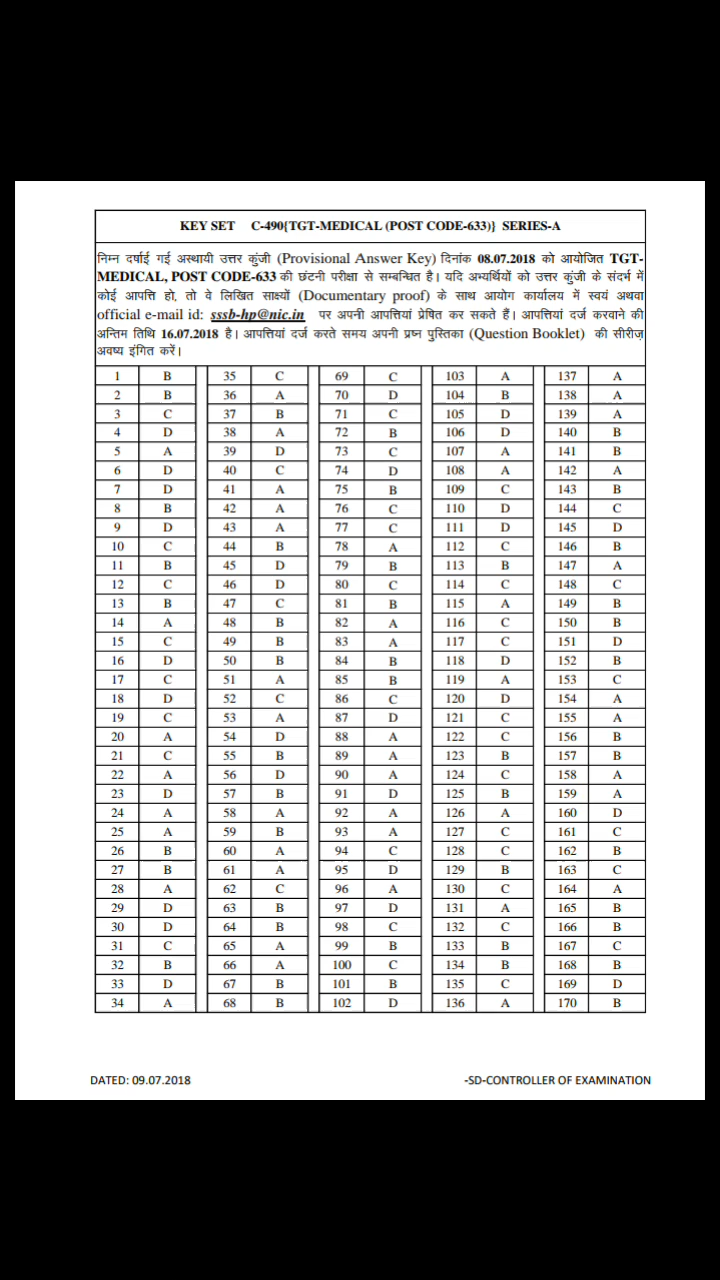 KEY SET C-490{TGT-MEDICAL (POST CODE-633)} SERIES-A
निम्न दर्षाई गई अस्थायी उत्तर कुंजी (Provisional Answer Key) दिनांक 08.07.2018 को आयोजित TGT-
MEDICAL, POST CODE-633 की छंटनी परीक्षा से सम्बन्धित है। यदि अभ्यर्थियों को उत्तर कुंजी के संदर्भ में
कोई आपत्ति हो, तो वे लिखित साक्ष्यों (Documentary proof) के साथ आयोग कार्यालय में स्वयं अथवा
official e-mail id: sssb-hp@nic.in पर अपनी आपत्तियां प्रेषित कर सकते हैं। आपत्तियां दर्ज करवाने की
अन्तिम तिथि 16.07.2018 है। आपत्तियां दर्ज करते समय अपनी प्रष्न पुस्तिका (Question Booklet) की सीरीज़
अवष्य इंगित करें।
1 B 35 C 69 C 103 A 137 A
2 B 36 A 70 D 104 B 138 A
3 C 37 B 71 C 105 D 139 A
4 D 38 A 72 B 106 D 140 B
5 A 39 D 73 C 107 A 141 B
6 D 40 C 74 D 108 A 142 A
7 D 41 A 75 B 109 C 143 B
8 B 42 A 76 C 110 D 144 C
9 D 43 A 77 C 111 D 145 D
10 C 44 B 78 A 112 C 146 B
11 B 45 D 79 B 113 B 147 A
12 C 46 D 80 C 114 C 148 C
13 B 47 C 81 B 115 A 149 B
14 A 48 B 82 A 116 C 150 B
15 C 49 B 83 A 117 C 151 D
16 D 50 B 84 B 118 D 152 B
17 C 51 A 85 B 119 A 153 C
18 D 52 C 86 C 120 D 154 A
19 C 53 A 87 D 121 C 155 A
20 A 54 D 88 A 122 C 156 B
21 C 55 B 89 A 123 B 157 B
22 A 56 D 90 A 124 C 158 A
23 D 57 B 91 D 125 B 159 A
24 A 58 A 92 A 126 A 160 D
25 A 59 B 93 A 127 C 161 C
26 B 60 A 94 C 128 C 162 B
27 B 61 A 95 D 129 B 163 C
28 A 62 C 96 A 130 C 164 A
29 D 63 B 97 D 131 A 165 B
30 D 64 B 98 C 132 C 166 B
31 C 65 A 99 B 133 B 167 C
32 B 66 A 100 C 134 B 168 B
33 D 67 B 101 B 135 C 169 D
34 A 68 B 102 D 136 A 170 B
DATED: 09.07.2018 -SD-CONTROLLER OF EXAMINATION